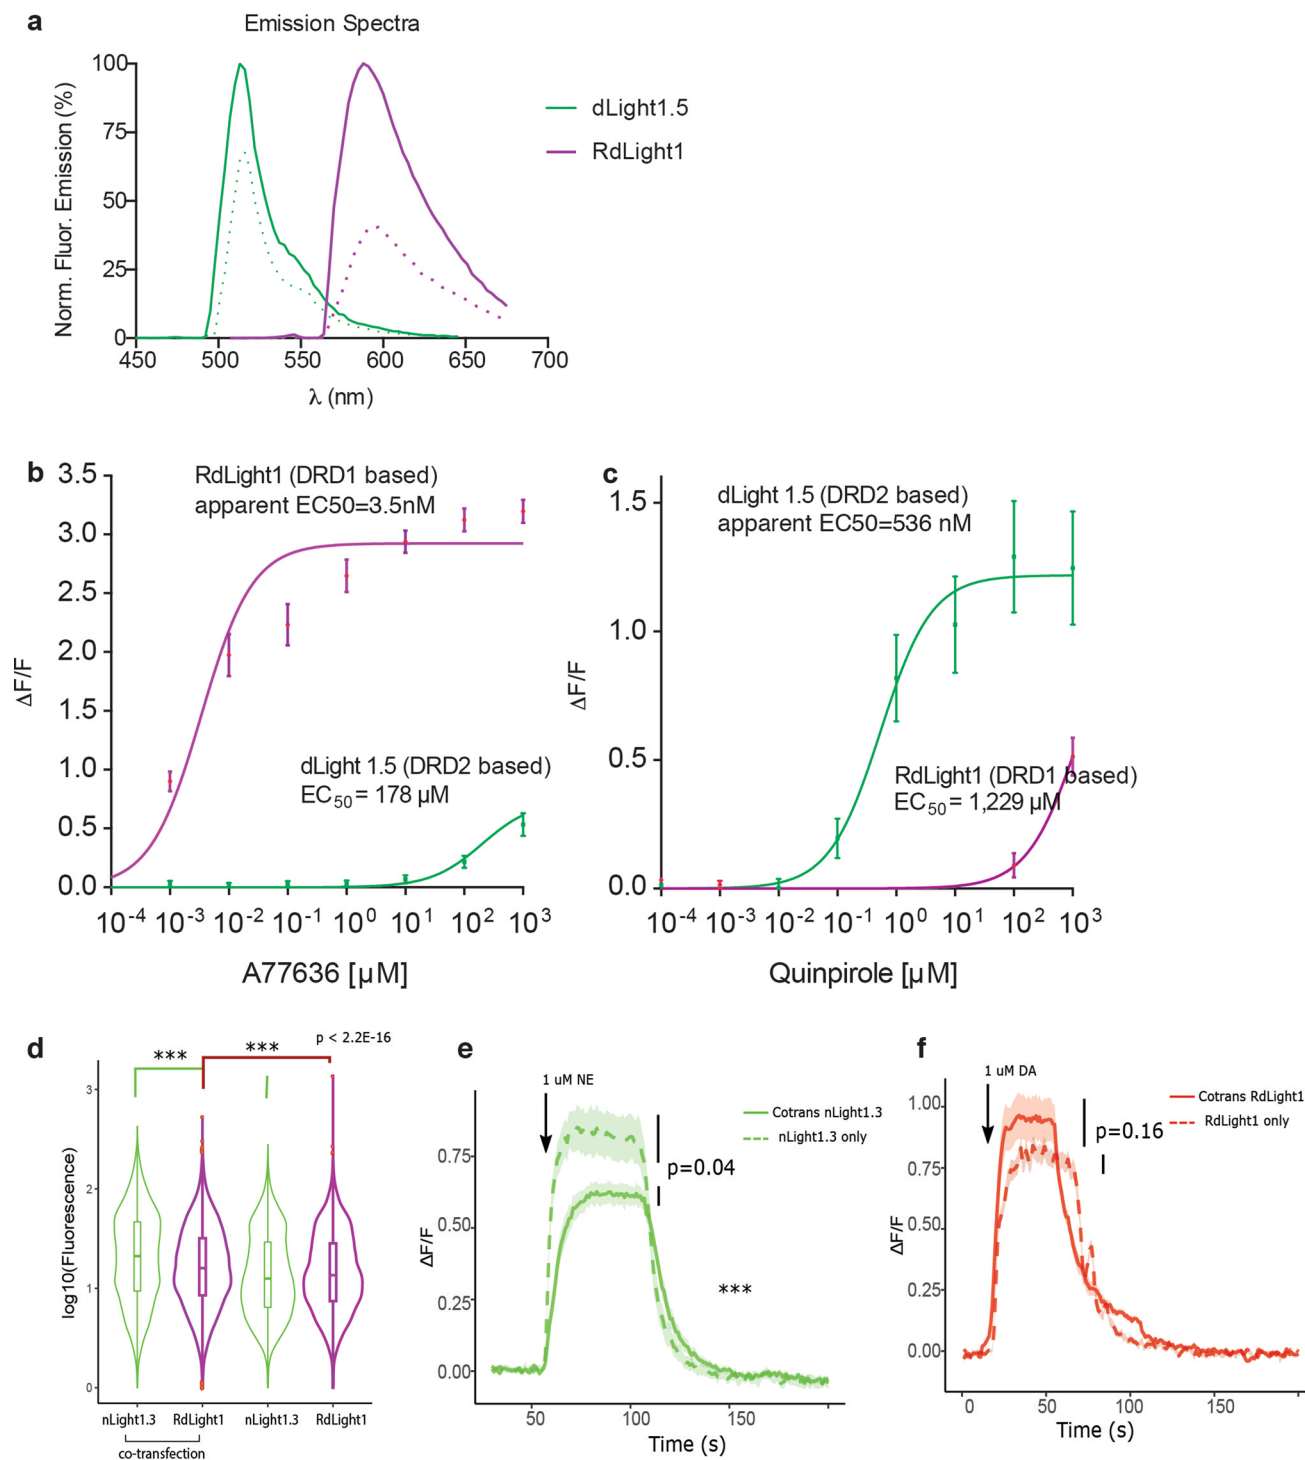 a
Emission Spectra
Norm. Fluor. Emission (%)
100
75
50
25
0
450 500 550 600 650 700
λ (nm)
dLight1.5
RdLight1
b
RdLight1 (DRD1 based)
apparent EC50=3.5nM
dLight 1.5 (DRD2 based)
EC50 = 178 µM
ΔF/F
3.5
3.0
2.5
2.0
1.5
1.0
0.5
0.0
10-4 10-3 10-2 10-1 100 101 102 103
A77636 [µM]
c
dLight 1.5 (DRD2 based)
apparent EC50=536 nM
RdLight1 (DRD1 based)
EC50 = 1,229 µM
ΔF/F
1.5
1.0
0.5
0.0
10-4 10-3 10-2 10-1 100 101 102 103
Quinpirole [µM]
d
p < 2.2E-16
*** ***
log10(Fluorescence)
3
2
1
0
nLight1.3 RdLight1 nLight1.3 RdLight1
co-transfection
e
1 uM NE
Cotrans nLight1.3
nLight1.3 only
p=0.04
***
ΔF/F
0.75
0.50
0.25
0.00
50 100 150
Time (s)
f
1 uM DA
Cotrans RdLight1
RdLight1 only
p=0.16
ΔF/F
1.00
0.75
0.50
0.25
0.00
0 50 100 150
Time (s)